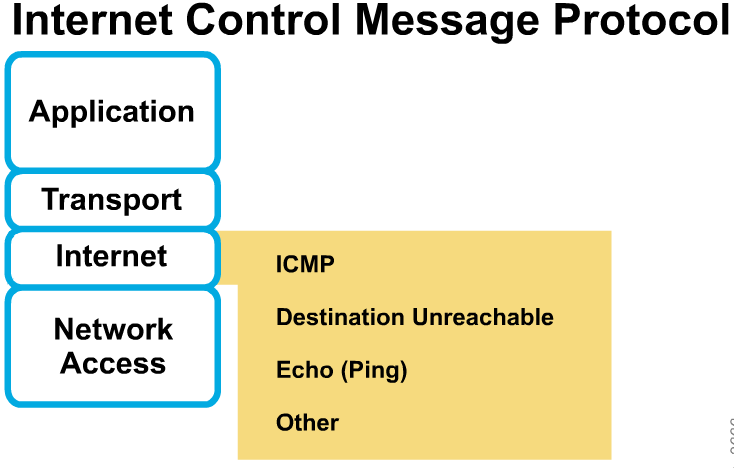 Internet Control Message Protocol
Application
Transport
Internet
Network
Access
ICMP
Destination Unreachable
Echo (Ping)
Other